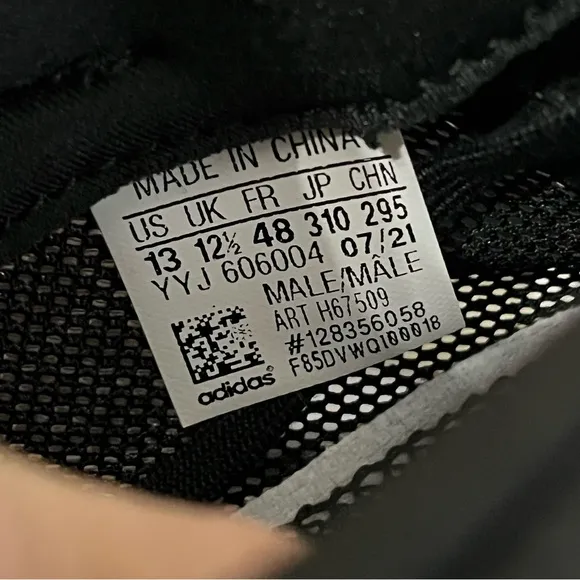 MADE IN CHINA
US UK FR JP CHN
13 12½ 48 310 295
YYJ 606004 07/21
MALE/MÂLE
ART H67509
#128356058
F85DVWQI00018
adidas